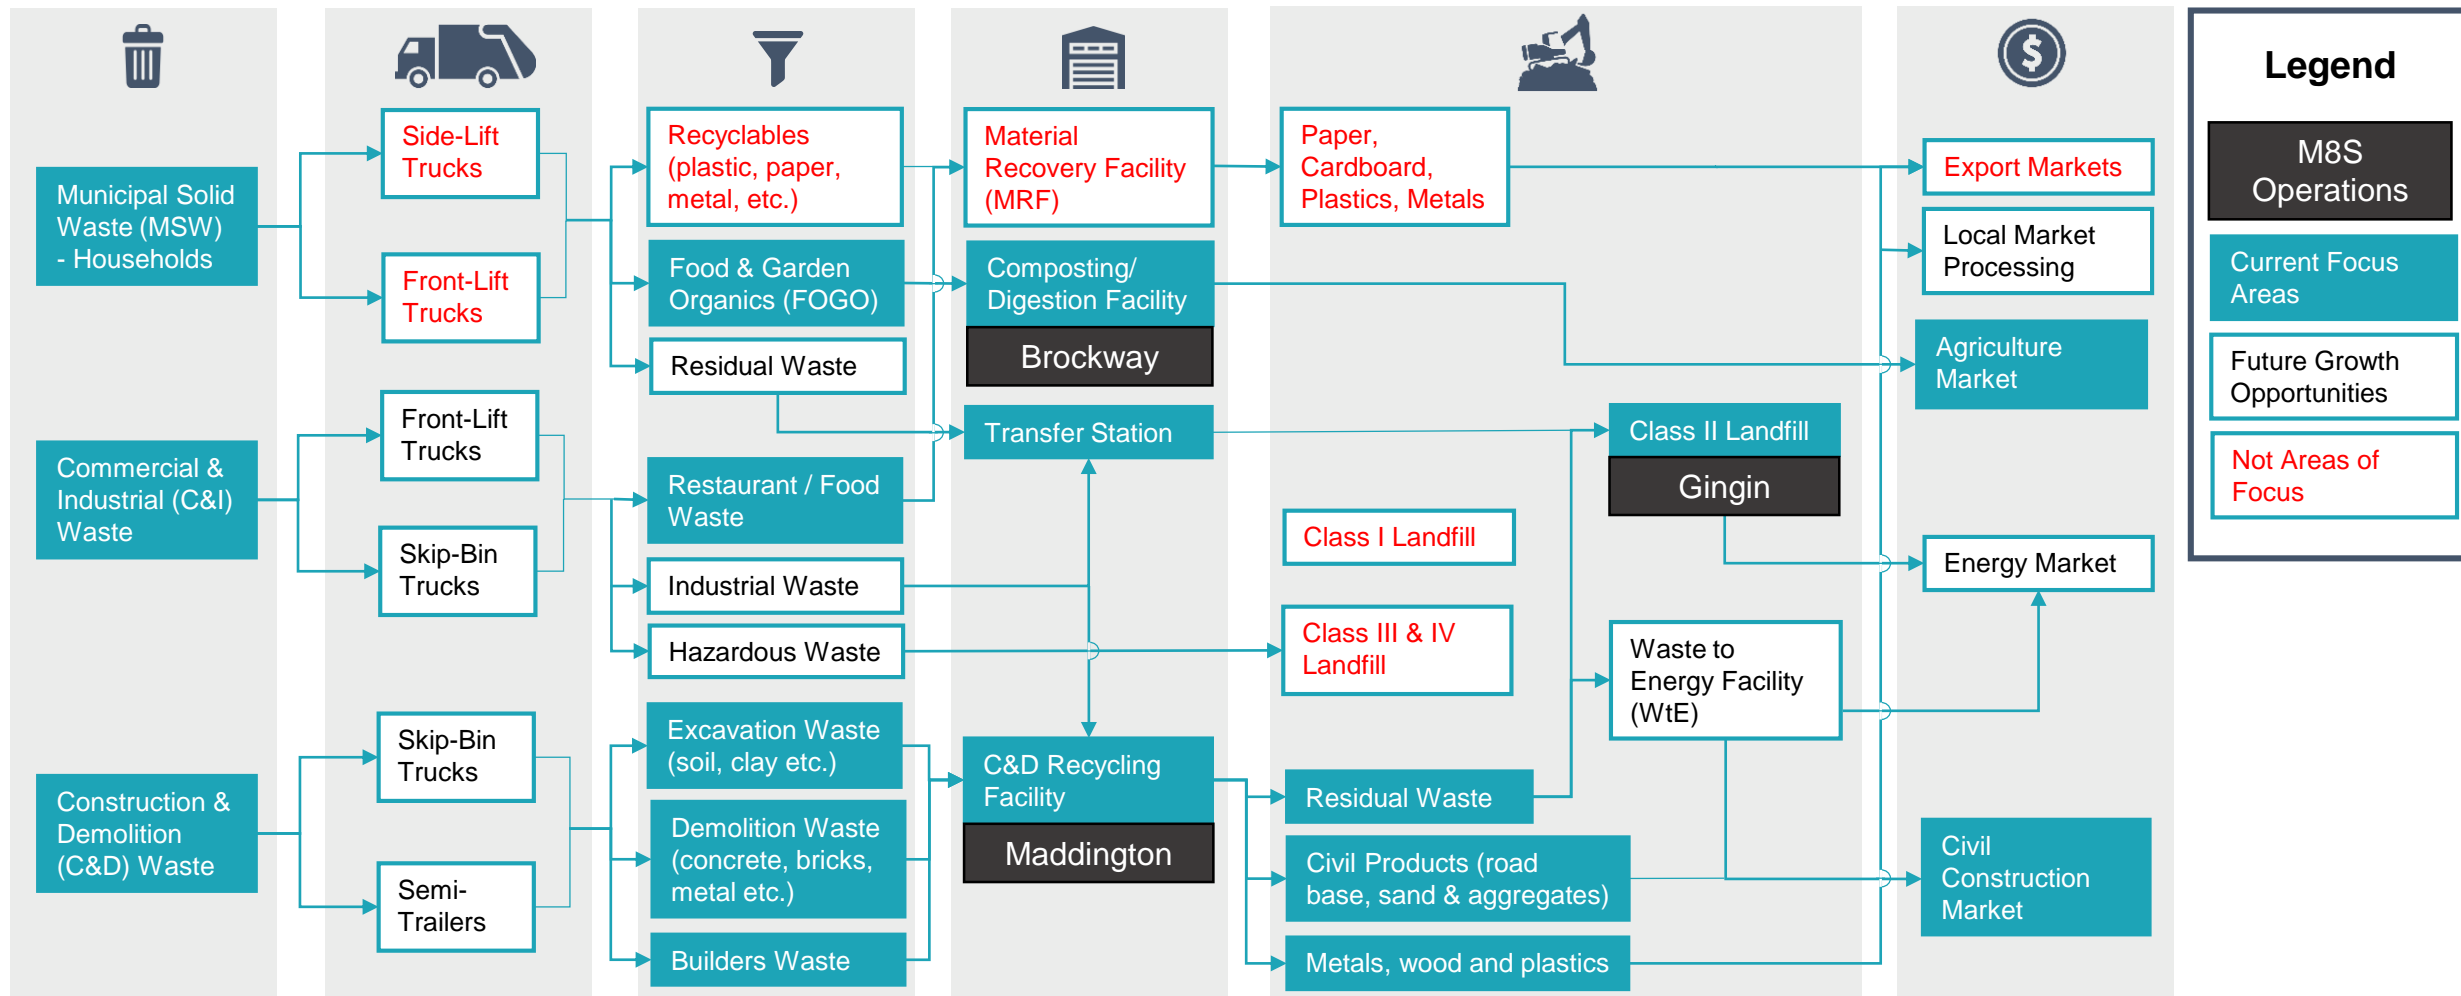 Municipal Solid
Waste (MSW)
- Households
Commercial &
Industrial (C&I)
Waste
Construction &
Demolition
(C&D) Waste
Side-Lift
Trucks
Front-Lift
Trucks
Front-Lift
Trucks
Skip-Bin
Trucks
Skip-Bin
Trucks
Semi-
Trailers
Recyclables
(plastic, paper,
metal, etc.)
Food & Garden
Organics (FOGO)
Residual Waste
Restaurant / Food
Waste
Industrial Waste
Hazardous Waste
Excavation Waste
(soil, clay etc.)
Demolition Waste
(concrete, bricks,
metal etc.)
Builders Waste
Material
Recovery Facility
(MRF)
Composting/
Digestion Facility
Brockway
Transfer Station
C&D Recycling
Facility
Maddington
Paper,
Cardboard,
Plastics, Metals
Class II Landfill
Gingin
Class I Landfill
Class III & IV
Landfill
Waste to
Energy Facility
(WtE)
Residual Waste
Civil Products (road
base, sand & aggregates)
Metals, wood and plastics
$
Export Markets
Local Market
Processing
Agriculture
Market
Energy Market
Civil
Construction
Market
Legend
M8S
Operations
Current Focus
Areas
Future Growth
Opportunities
Not Areas of
Focus